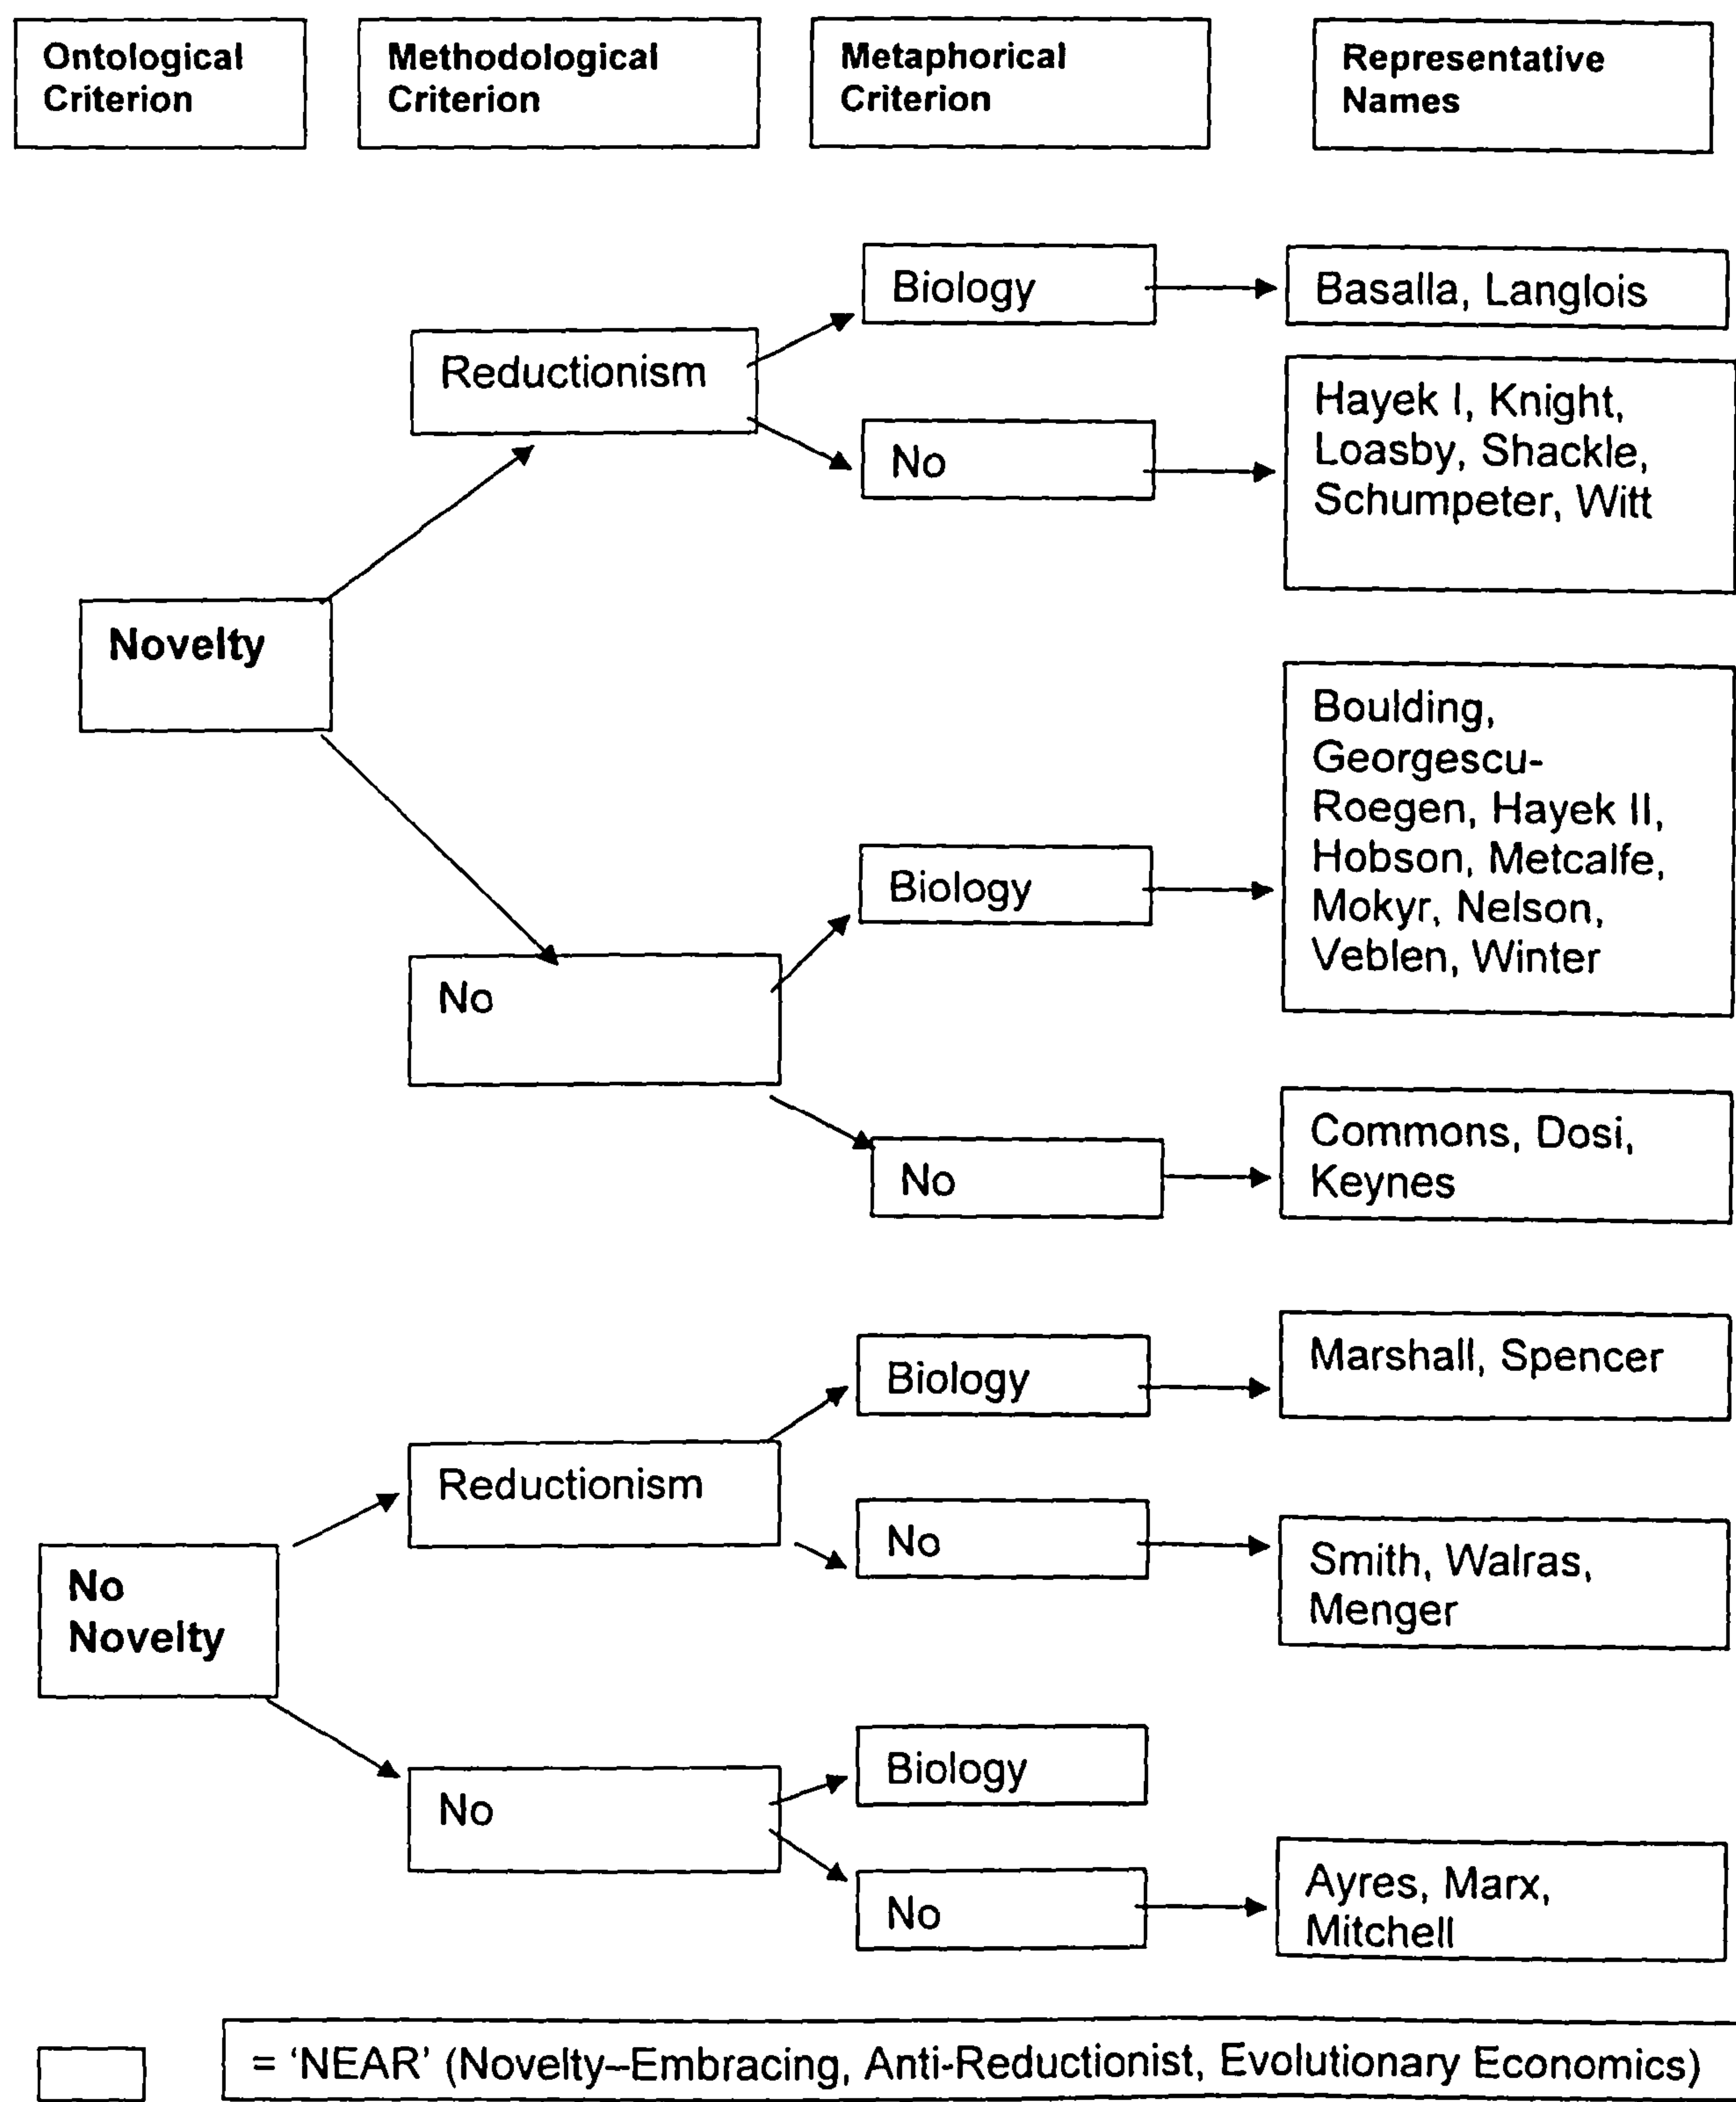 Ontological
Criterion
Methodological
Criterion
Metaphorical
Criterion
Representative
Names
Biology
Basalla, Langlois
Reductionism
No
Hayek I, Knight,
Loasby, Shackle,
Schumpeter, Witt
Novelty
Boulding,
Georgescu-
Roegen, Hayek II,
Hobson, Metcalfe,
Mokyr, Nelson,
Veblen, Winter
Biology
No
No
Commons, Dosi,
Keynes
Biology
Marshall, Spencer
Reductionism
No
Smith, Walras,
Menger
No
Novelty
Biology
No
No
Ayres, Marx,
Mitchell
= 'NEAR' (Novelty–Embracing, Anti-Reductionist, Evolutionary Economics)